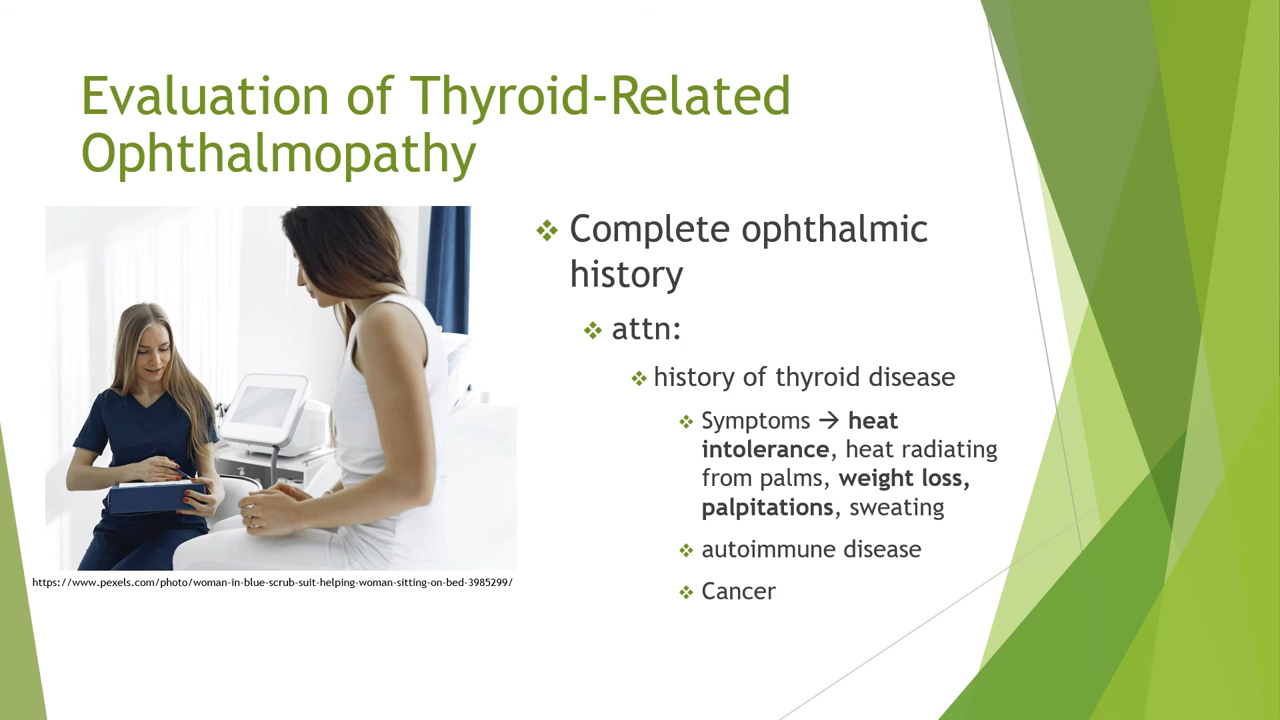 Evaluation of Thyroid-Related
Ophthalmopathy
❖ Complete ophthalmic
history
❖ attn:
❖ history of thyroid disease
❖ Symptoms → heat
intolerance, heat radiating
from palms, weight loss,
palpitations, sweating
❖ autoimmune disease
❖ Cancer
https://www.pexels.com/photo/woman-in-blue-scrub-suit-helping-woman-sitting-on-bed-3985299/